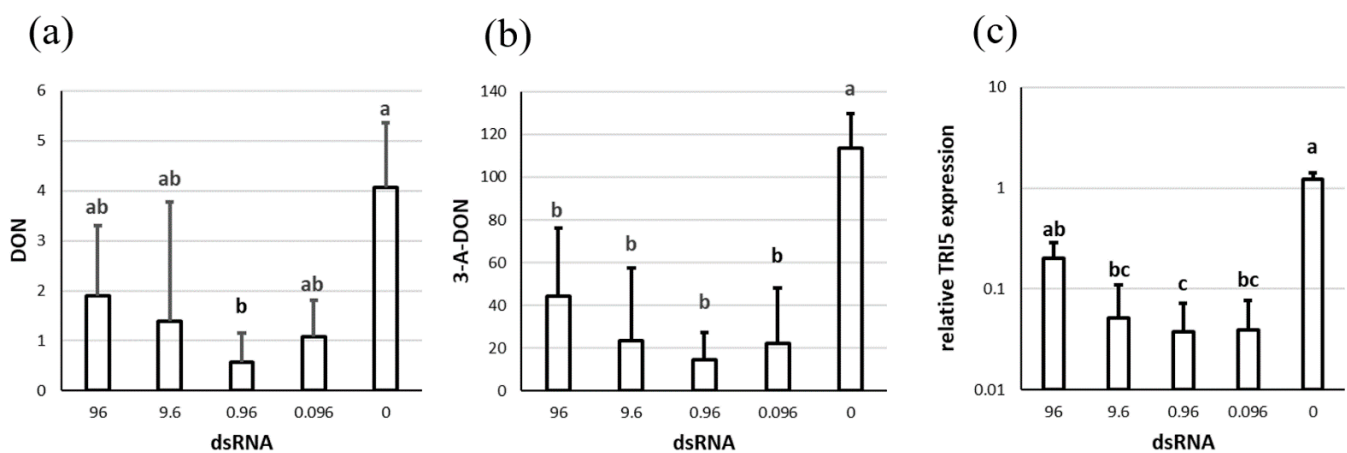 (a)
(b)
(c)
6
5
4
3
2
1
0
DON
ab
ab
b
ab
a
96
9.6
0.96
0.096
0
dsRNA
140
120
100
80
60
40
20
0
3-A-DON
b
b
b
b
a
96
9.6
0.96
0.096
0
dsRNA
10
1
0.1
0.01
relative TRI5 expression
ab
bc
c
bc
a
96
9.6
0.96
0.096
0
dsRNA